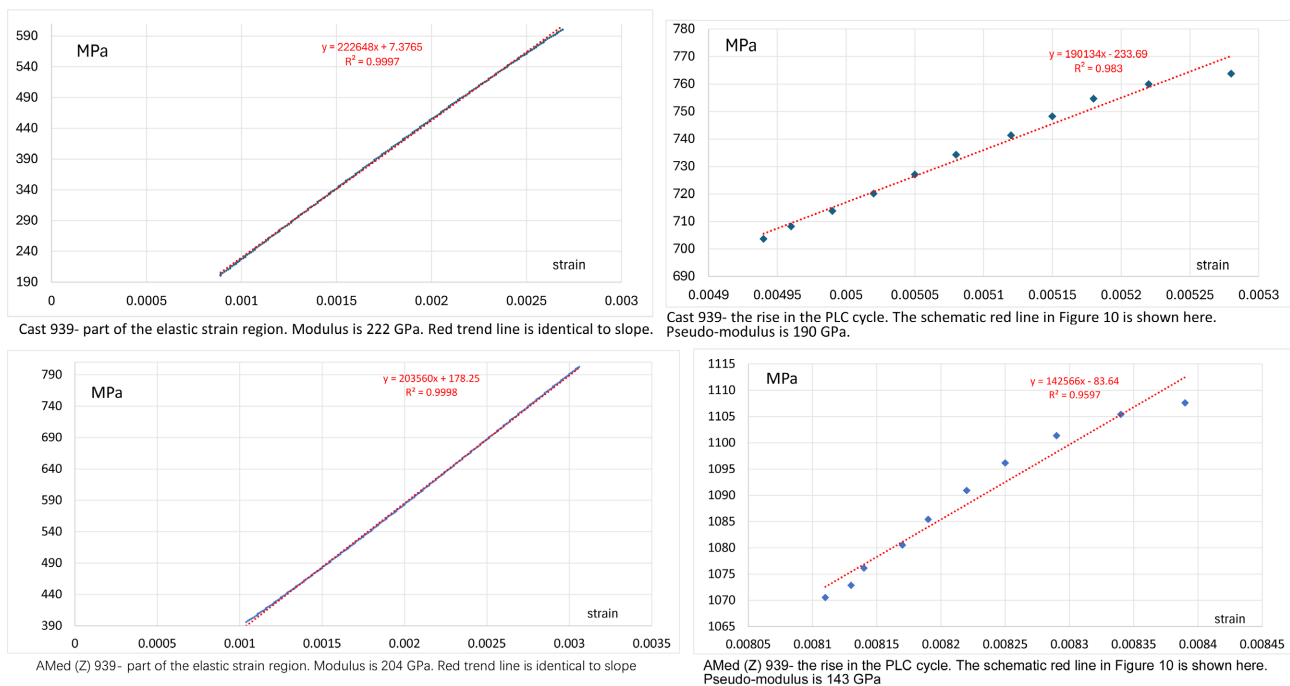 MPa
y = 222648x + 7.3765
R² = 0.9997
590
540
490
440
390
340
290
240
190
strain
0 0.0005 0.001 0.0015 0.002 0.0025 0.003
Cast 939- part of the elastic strain region. Modulus is 222 GPa. Red trend line is identical to slope.
MPa
y = 190134x - 233.69
R² = 0.983
780
770
760
750
740
730
720
710
700
690
strain
0.0049 0.00495 0.005 0.00505 0.0051 0.00515 0.0052 0.00525 0.0053
Cast 939- the rise in the PLC cycle. The schematic red line in Figure 10 is shown here.
Pseudo-modulus is 190 GPa.
MPa
y = 203560x + 178.25
R² = 0.9998
790
740
690
640
590
540
490
440
390
strain
0 0.0005 0.001 0.0015 0.002 0.0025 0.003 0.0035
AMed (Z) 939- part of the elastic strain region. Modulus is 204 GPa. Red trend line is identical to slope
MPa
y = 142566x - 83.64
R² = 0.9597
1115
1110
1105
1100
1095
1090
1085
1080
1075
1070
1065
strain
0.00805 0.0081 0.00815 0.0082 0.00825 0.0083 0.00835 0.0084 0.00845
AMed (Z) 939- the rise in the PLC cycle. The schematic red line in Figure 10 is shown here.
Pseudo-modulus is 143 GPa